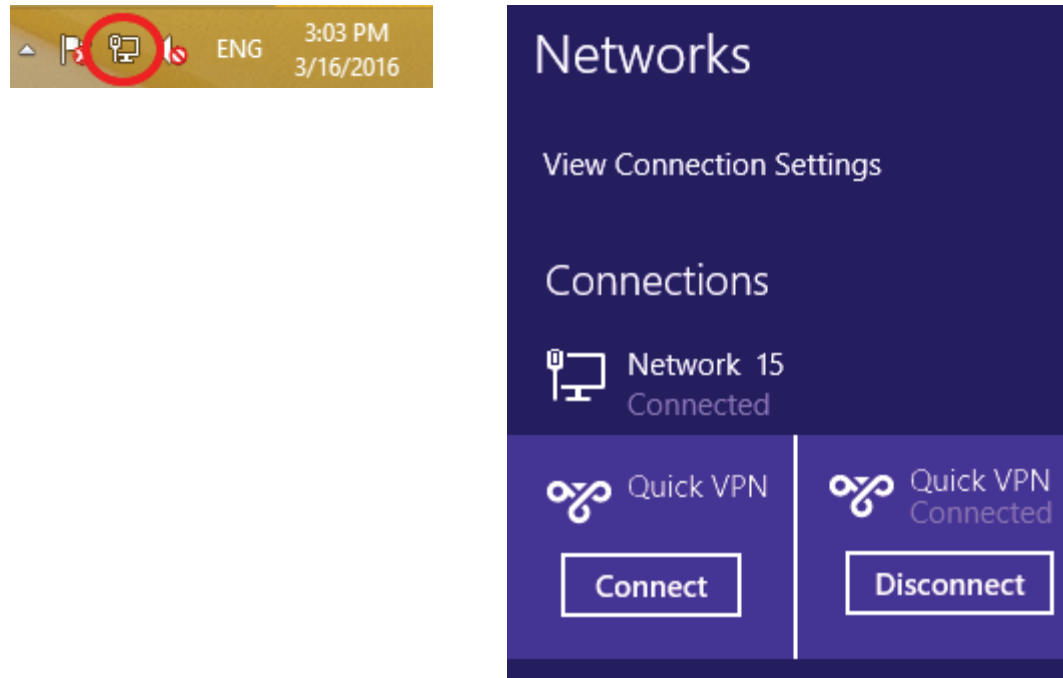 ENG
3:03 PM
3/16/2016
Networks
View Connection Settings
Connections
Network 15
Connected
Quick VPN
Connect
Quick VPN
Connected
Disconnect